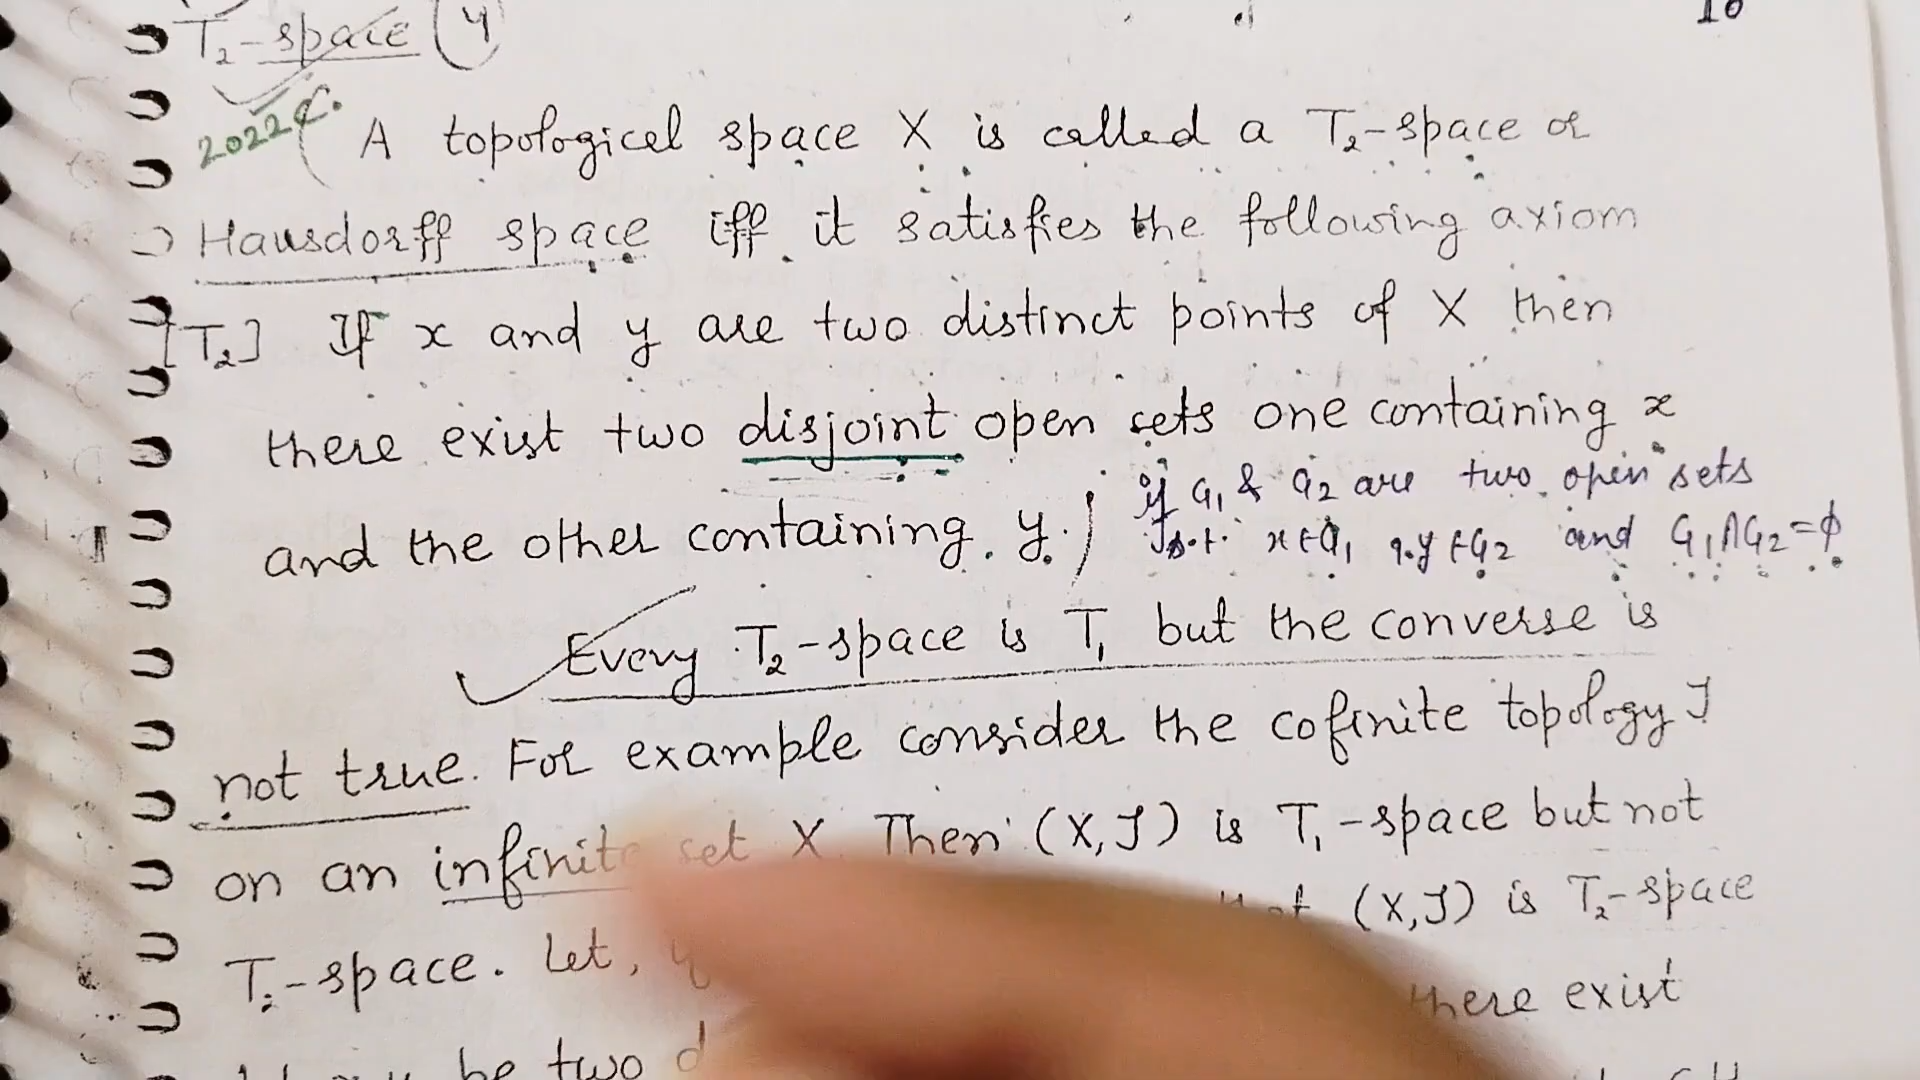 T₂-space (4)
10
2022 C.
A topological space X is called a T₂-space or
Hausdorff space iff it satisfies the following axiom
[T₂] If x and y are two distinct points of X then
there exist two disjoint open sets one containing x
and the other containing y.
if G₁ & G₂ are two open sets
s.t. x∈G₁ & y∈G₂ and G₁∩G₂=ϕ
Every T₂-space is T₁ but the converse is
not true. For example consider the cofinite topology J
on an infinite set X. Then (X,J) is T₁-space but not
T₂-space. Let, that (X,J) is T₂-space
there exist
be two